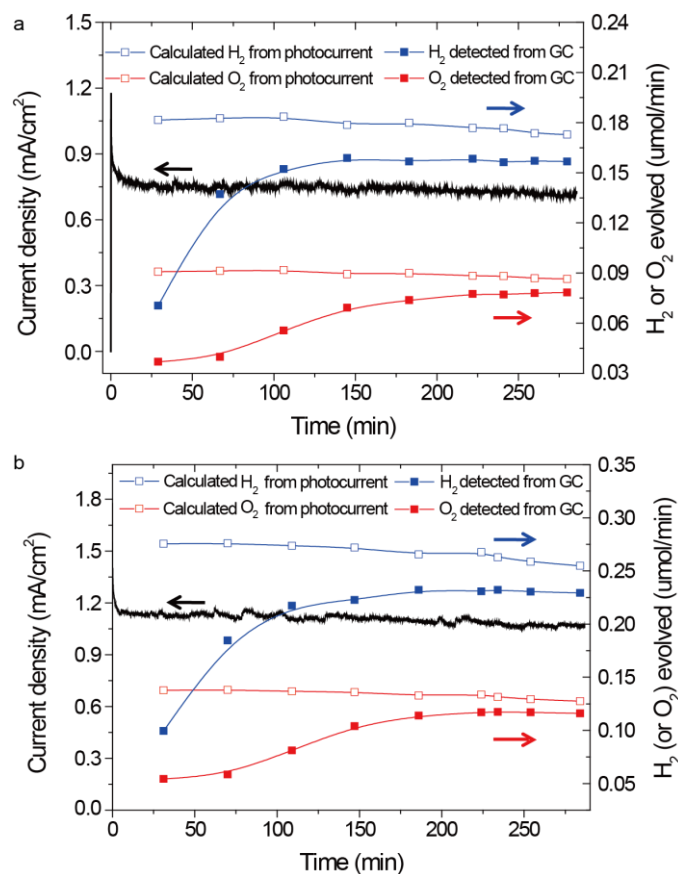 a
Calculated H2 from photocurrent
H2 detected from GC
Calculated O2 from photocurrent
O2 detected from GC
Current density (mA/cm2)
1.5
1.2
0.9
0.6
0.3
0.0
H2 or O2 evolved (umol/min)
0.24
0.21
0.18
0.15
0.12
0.09
0.06
0.03
0 50 100 150 200 250
Time (min)
b
Calculated H2 from photocurrent
H2 detected from GC
Calculated O2 from photocurrent
O2 detected from GC
Current density (mA/cm2)
1.8
1.5
1.2
0.9
0.6
0.3
0.0
H2 (or O2) evolved (umol/min)
0.35
0.30
0.25
0.20
0.15
0.10
0.05
0 50 100 150 200 250
Time (min)